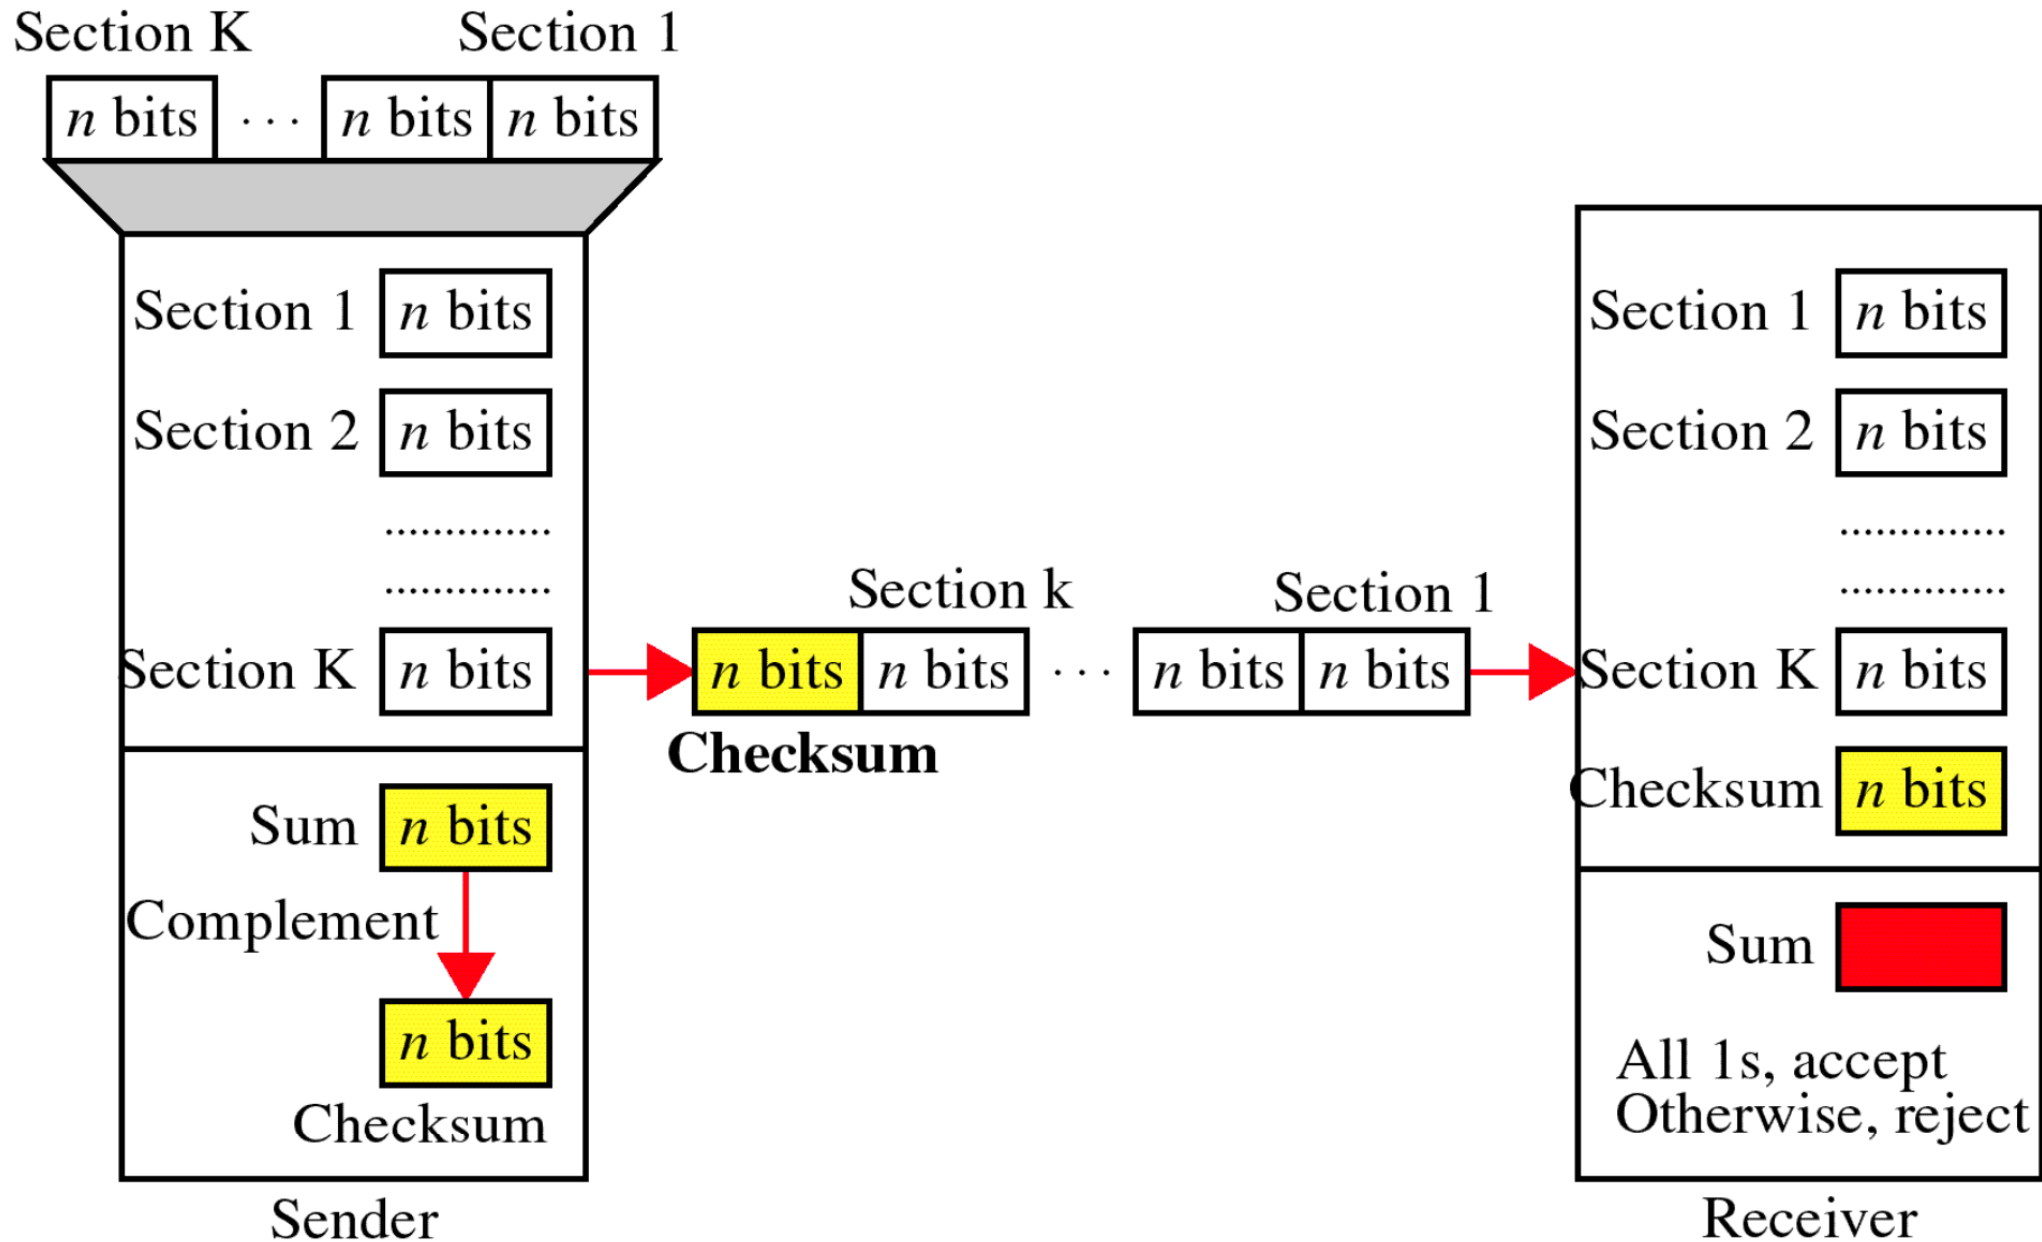 Section K Section 1
n bits ··· n bits n bits
Section 1 n bits
Section 2 n bits
..............
..............
Section K n bits
Sum n bits
Complement
n bits
Checksum
Sender
Section k Section 1
n bits n bits ··· n bits n bits
Checksum
Section 1 n bits
Section 2 n bits
..............
..............
Section K n bits
Checksum n bits
Sum
All 1s, accept
Otherwise, reject
Receiver